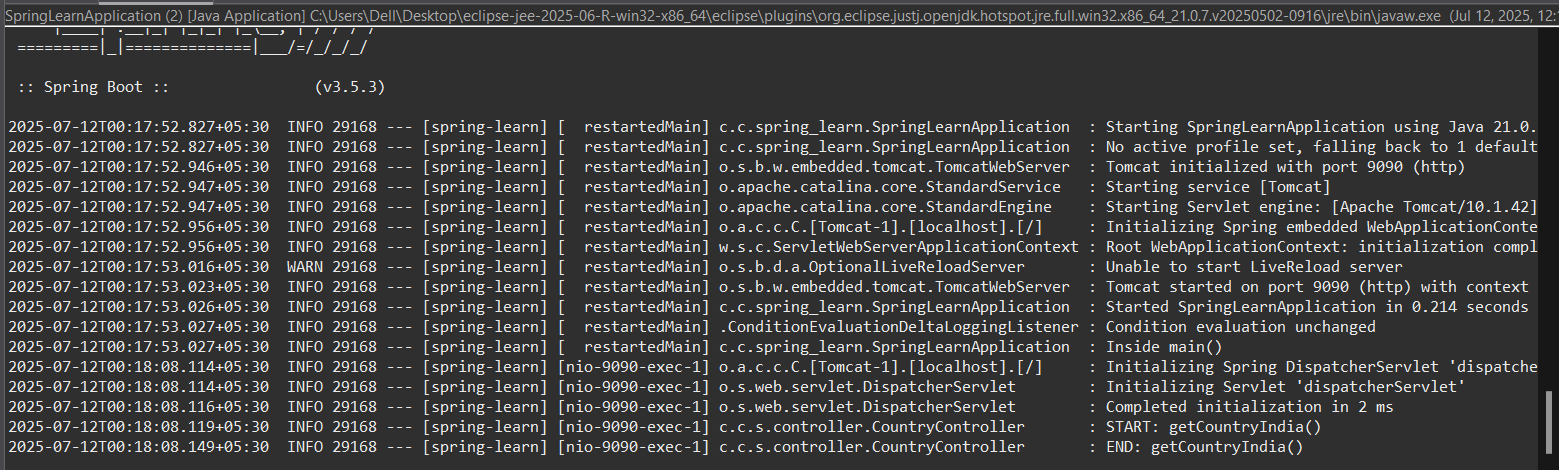 SpringLearnApplication (2) [Java Application] C:\Users\Dell\Desktop\eclipse-jee-2025-06-R-win32-x86_64\eclipse\plugins\org.eclipse.justj.openjdk.hotspot.jre.full.win32.x86_64_21.0.7.v20250502-0916\jre\bin\javaw.exe (Jul 12, 2025, 12:
=========|_|==============|___/=/_/_/_/
:: Spring Boot ::                (v3.5.3)
2025-07-12T00:17:52.827+05:30  INFO 29168 --- [spring-learn] [  restartedMain] c.c.spring_learn.SpringLearnApplication  : Starting SpringLearnApplication using Java 21.0.
2025-07-12T00:17:52.827+05:30  INFO 29168 --- [spring-learn] [  restartedMain] c.c.spring_learn.SpringLearnApplication  : No active profile set, falling back to 1 default
2025-07-12T00:17:52.946+05:30  INFO 29168 --- [spring-learn] [  restartedMain] o.s.b.w.embedded.tomcat.TomcatWebServer  : Tomcat initialized with port 9090 (http)
2025-07-12T00:17:52.947+05:30  INFO 29168 --- [spring-learn] [  restartedMain] o.apache.catalina.core.StandardService   : Starting service [Tomcat]
2025-07-12T00:17:52.947+05:30  INFO 29168 --- [spring-learn] [  restartedMain] o.apache.catalina.core.StandardEngine    : Starting Servlet engine: [Apache Tomcat/10.1.42]
2025-07-12T00:17:52.956+05:30  INFO 29168 --- [spring-learn] [  restartedMain] o.a.c.c.C.[Tomcat-1].[localhost].[/]     : Initializing Spring embedded WebApplicationConte
2025-07-12T00:17:52.956+05:30  INFO 29168 --- [spring-learn] [  restartedMain] w.s.c.ServletWebServerApplicationContext : Root WebApplicationContext: initialization compl
2025-07-12T00:17:53.016+05:30  WARN 29168 --- [spring-learn] [  restartedMain] o.s.b.d.a.OptionalLiveReloadServer       : Unable to start LiveReload server
2025-07-12T00:17:53.023+05:30  INFO 29168 --- [spring-learn] [  restartedMain] o.s.b.w.embedded.tomcat.TomcatWebServer  : Tomcat started on port 9090 (http) with context
2025-07-12T00:17:53.026+05:30  INFO 29168 --- [spring-learn] [  restartedMain] c.c.spring_learn.SpringLearnApplication  : Started SpringLearnApplication in 0.214 seconds
2025-07-12T00:17:53.027+05:30  INFO 29168 --- [spring-learn] [  restartedMain] .ConditionEvaluationDeltaLoggingListener : Condition evaluation unchanged
2025-07-12T00:17:53.027+05:30  INFO 29168 --- [spring-learn] [  restartedMain] c.c.spring_learn.SpringLearnApplication  : Inside main()
2025-07-12T00:18:08.114+05:30  INFO 29168 --- [spring-learn] [nio-9090-exec-1] o.a.c.c.C.[Tomcat-1].[localhost].[/]     : Initializing Spring DispatcherServlet 'dispatche
2025-07-12T00:18:08.114+05:30  INFO 29168 --- [spring-learn] [nio-9090-exec-1] o.s.web.servlet.DispatcherServlet        : Initializing Servlet 'dispatcherServlet'
2025-07-12T00:18:08.116+05:30  INFO 29168 --- [spring-learn] [nio-9090-exec-1] o.s.web.servlet.DispatcherServlet        : Completed initialization in 2 ms
2025-07-12T00:18:08.119+05:30  INFO 29168 --- [spring-learn] [nio-9090-exec-1] c.c.s.controller.CountryController       : START: getCountryIndia()
2025-07-12T00:18:08.149+05:30  INFO 29168 --- [spring-learn] [nio-9090-exec-1] c.c.s.controller.CountryController       : END: getCountryIndia()